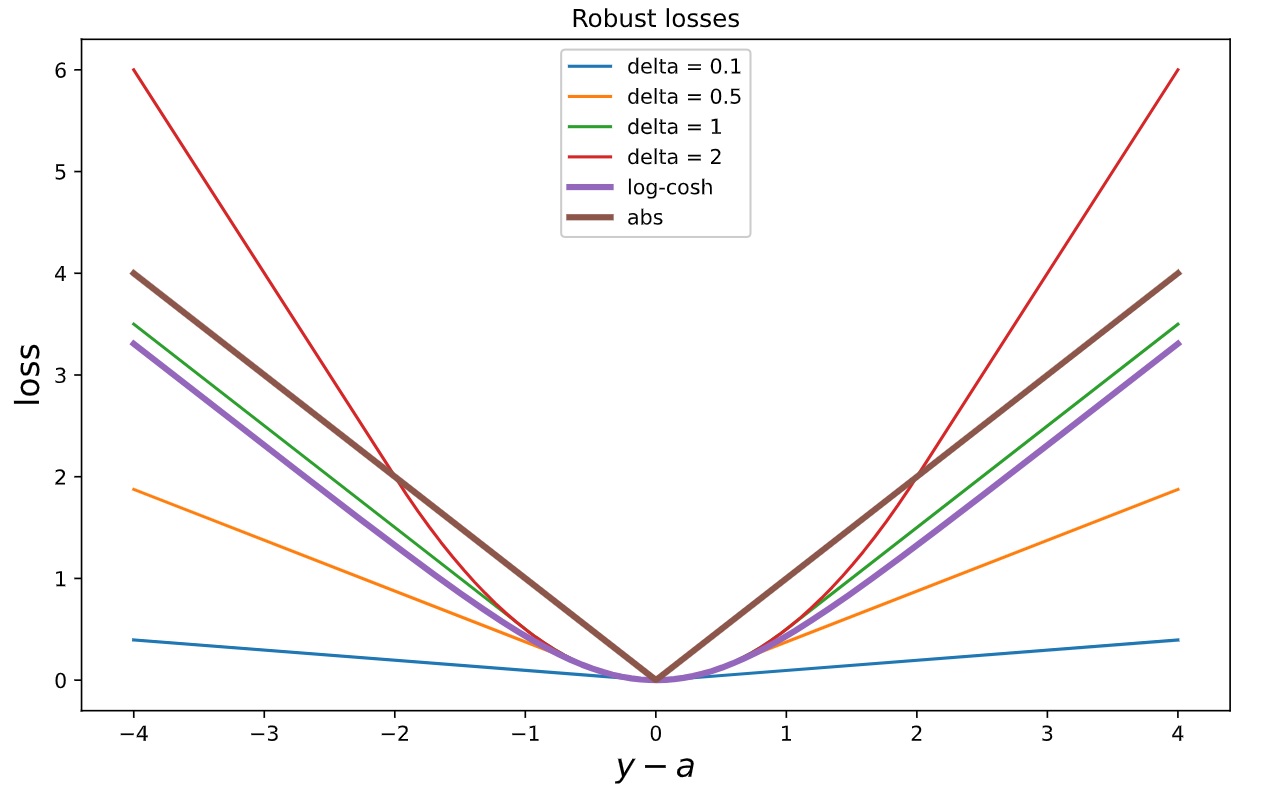 Robust losses
delta = 0.1
delta = 0.5
delta = 1
delta = 2
log-cosh
abs
6
5
4
3
2
1
0
loss
−4
−3
−2
−1
0
1
2
3
4
y − a